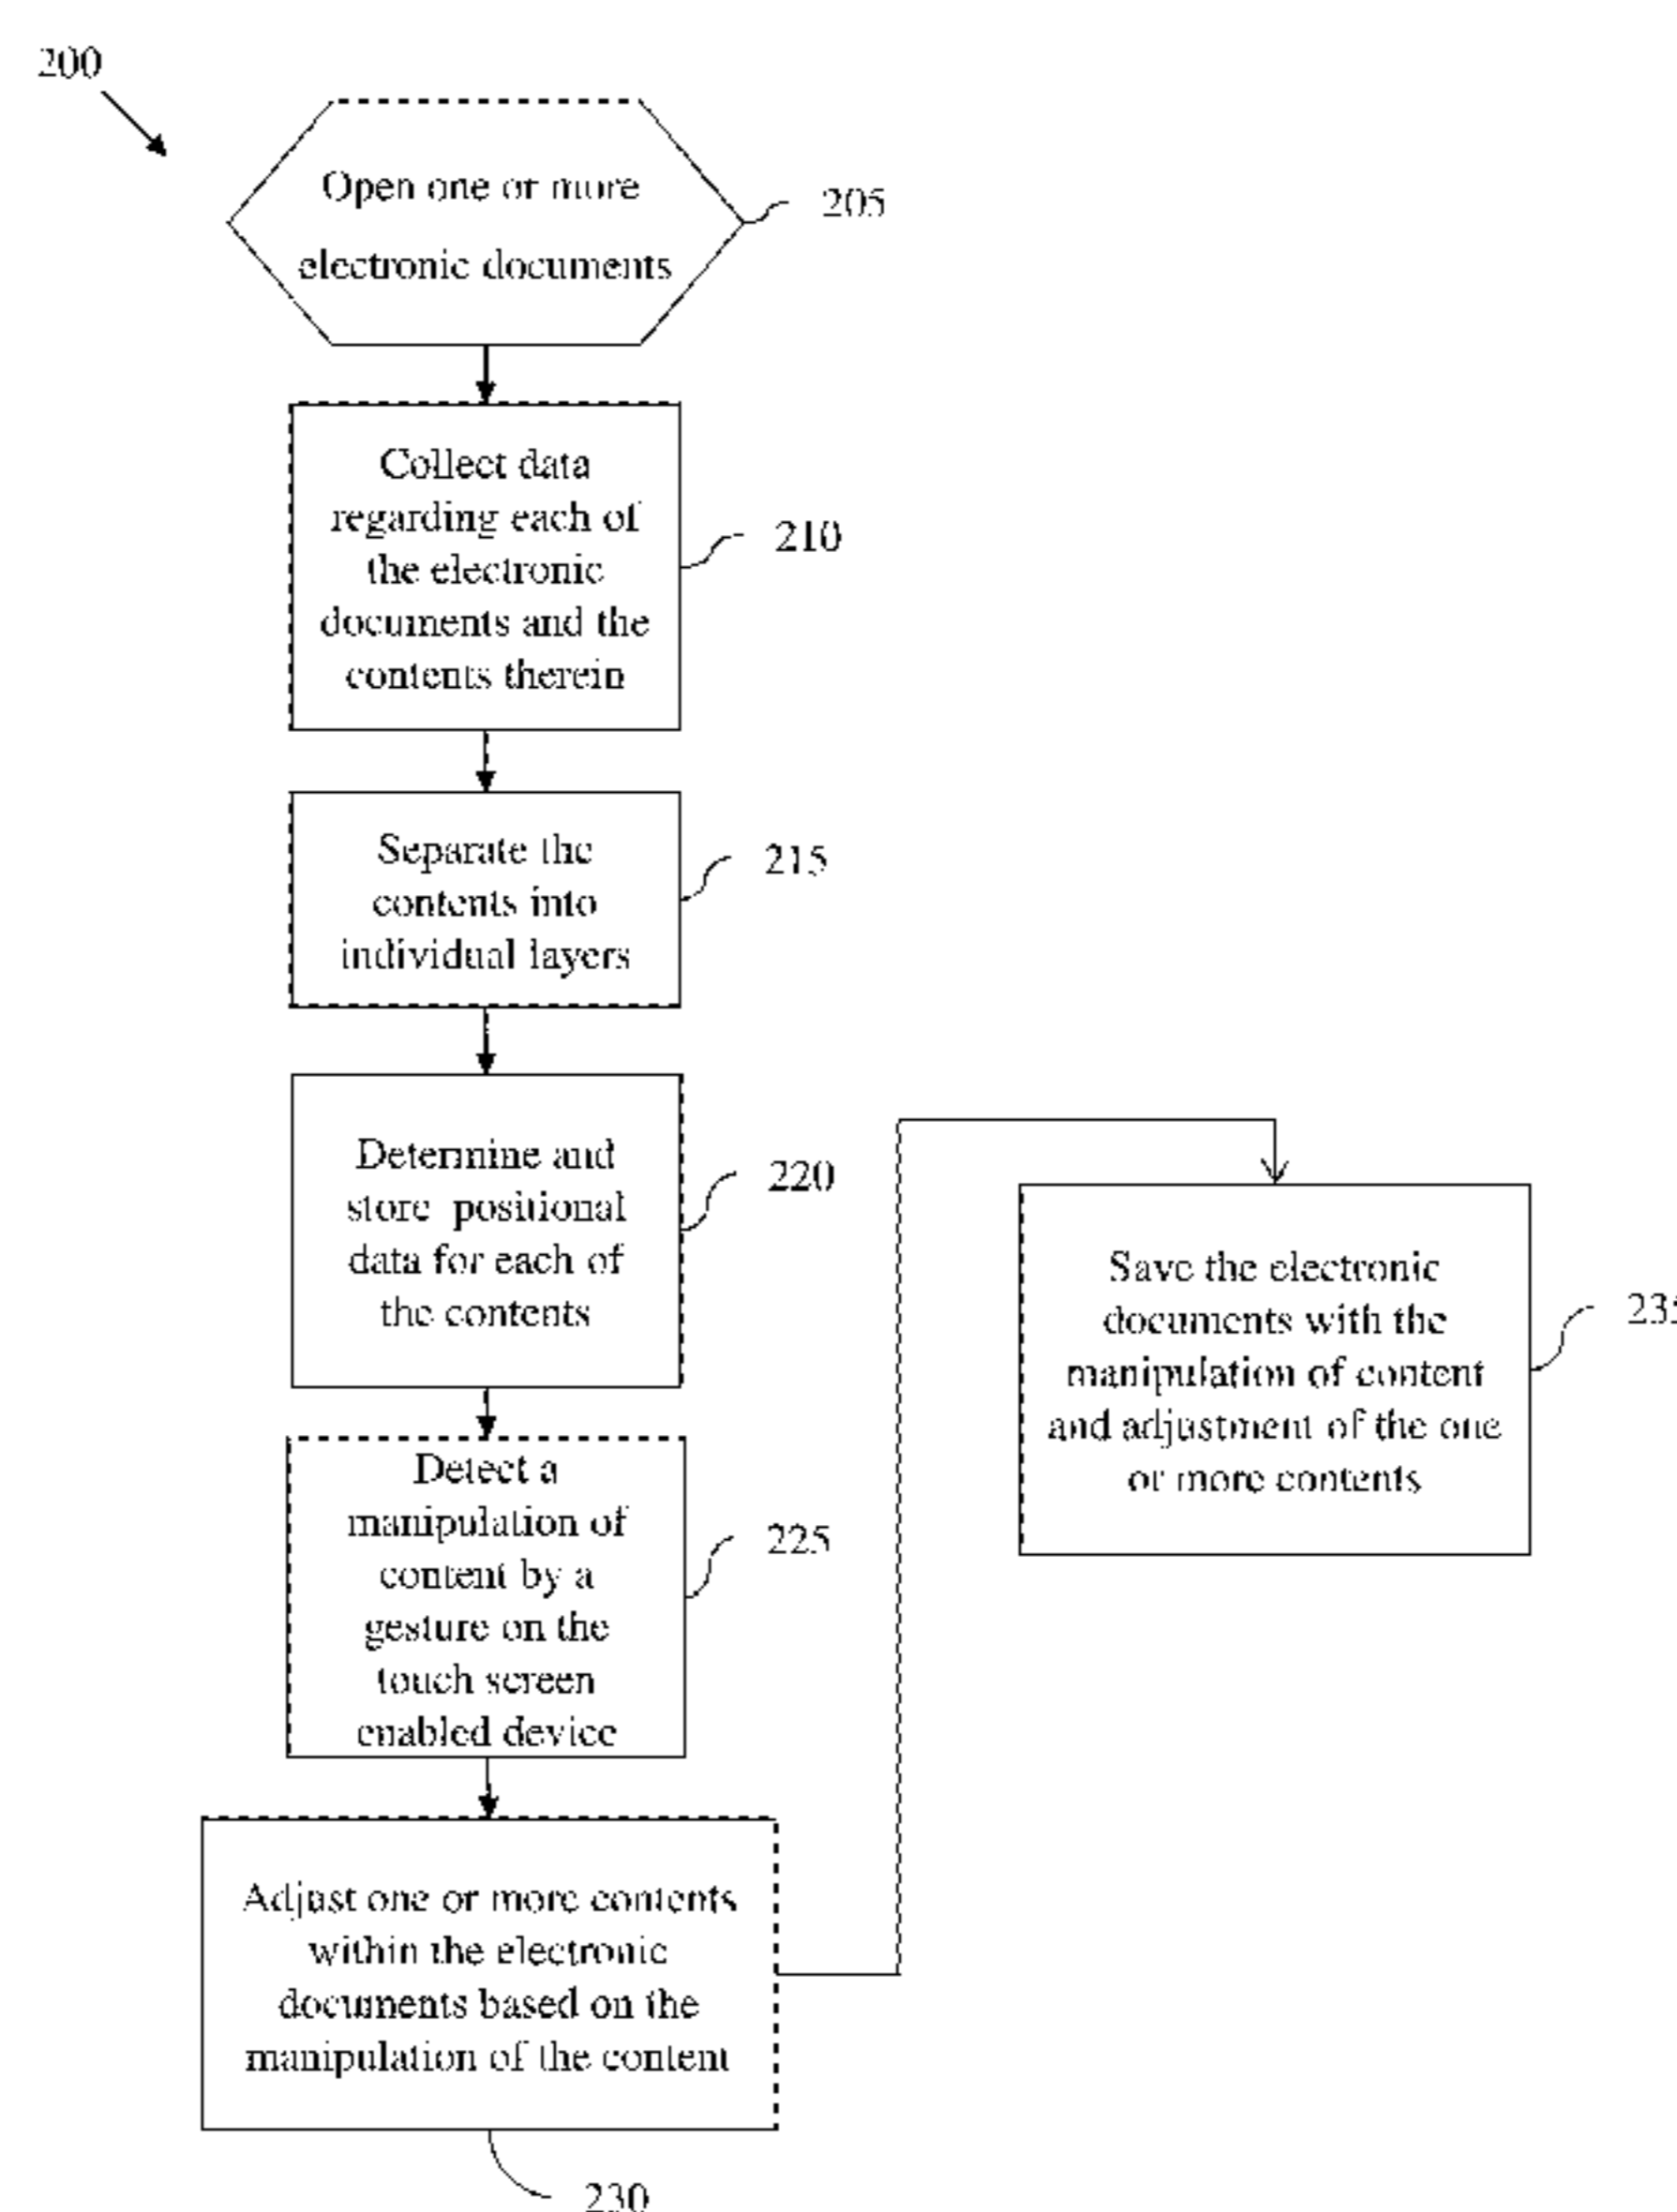 200
Open one or more
electronic documents
205
Collect data
regarding each of
the electronic
documents and the
contents therein
210
Separate the
contents into
individual layers
215
Determine and
store positional
data for each of
the contents
220
Detect a
manipulation of
content by a
gesture on the
touch screen
enabled device
225
Adjust one or more contents
within the electronic
documents based on the
manipulation of the content
230
Save the electronic
documents with the
manipulation of content
and adjustment of the one
or more contents
235